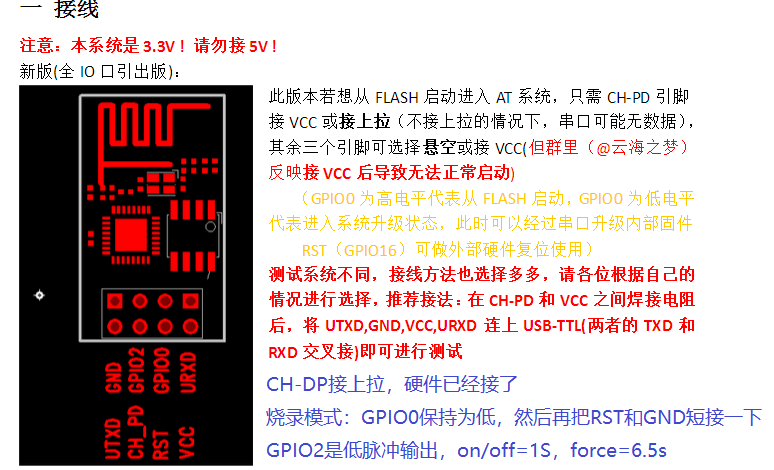 一 接线
注意：本系统是 3.3V！请勿接 5V！
新版(全 IO 口引出版)：
此版本若想从 FLASH 启动进入 AT 系统，只需 CH-PD 引脚
接 VCC 或接上拉（不接上拉的情况下，串口可能无数据），
其余三个引脚可选择悬空或接 VCC(但群里（@云海之梦）
反映接 VCC 后导致无法正常启动)
（GPIO0 为高电平代表从 FLASH 启动，GPIO0 为低电平
代表进入系统升级状态，此时可以经过串口升级内部固件
RST（GPIO16）可做外部硬件复位使用）
测试系统不同，接线方法也选择多多，请各位根据自己的
情况进行选择，推荐接法：在 CH-PD 和 VCC 之间焊接电阻
后，将 UTXD,GND,VCC,URXD 连上 USB-TTL(两者的 TXD 和
RXD 交叉接)即可进行测试
CH-DP接上拉，硬件已经接了
烧录模式：GPIO0保持为低，然后再把RST和GND短接一下
GPIO2是低脉冲输出，on/off=1S，force=6.5s
GND
GPIO2
GPIO0
URXD
UTXD
CH_PD
RST
VCC